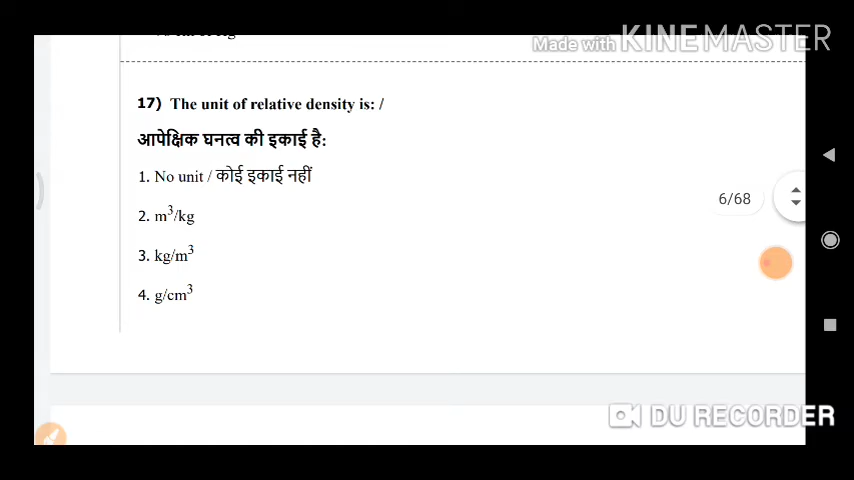 Made with KINEMASTER
17) The unit of relative density is: /
आपेक्षिक घनत्व की इकाई है:
1. No unit / कोई इकाई नहीं
2. m³/kg
6/68
3. kg/m³
4. g/cm³
DU RECORDER